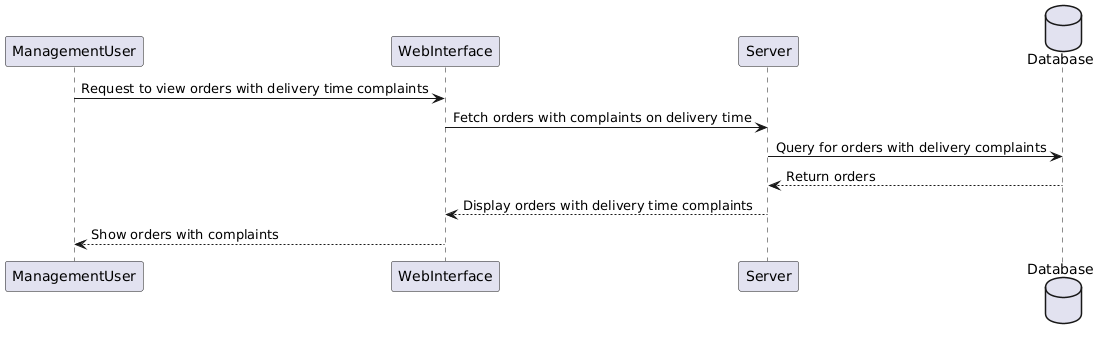 Database
ManagementUser
WebInterface
Server
Request to view orders with delivery time complaints
Fetch orders with complaints on delivery time
Query for orders with delivery complaints
Return orders
Display orders with delivery time complaints
Show orders with complaints
ManagementUser
WebInterface
Server
Database